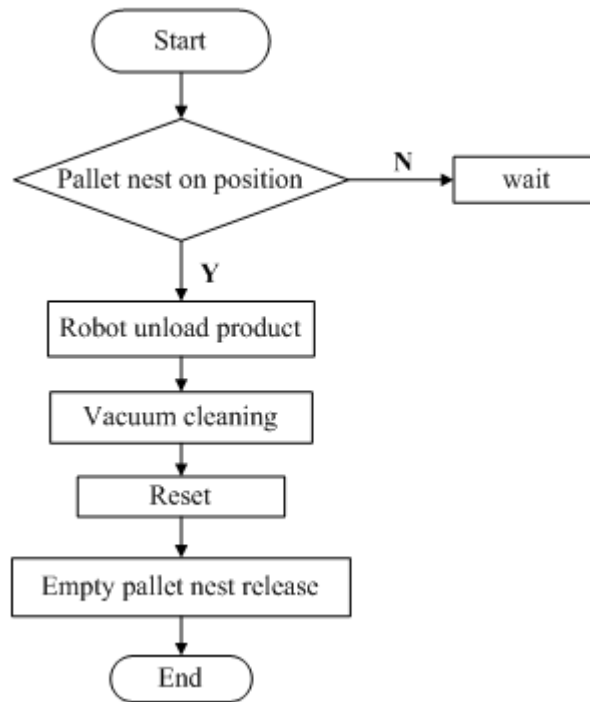 Start
Pallet nest on position
N
wait
Y
Robot unload product
Vacuum cleaning
Reset
Empty pallet nest release
End